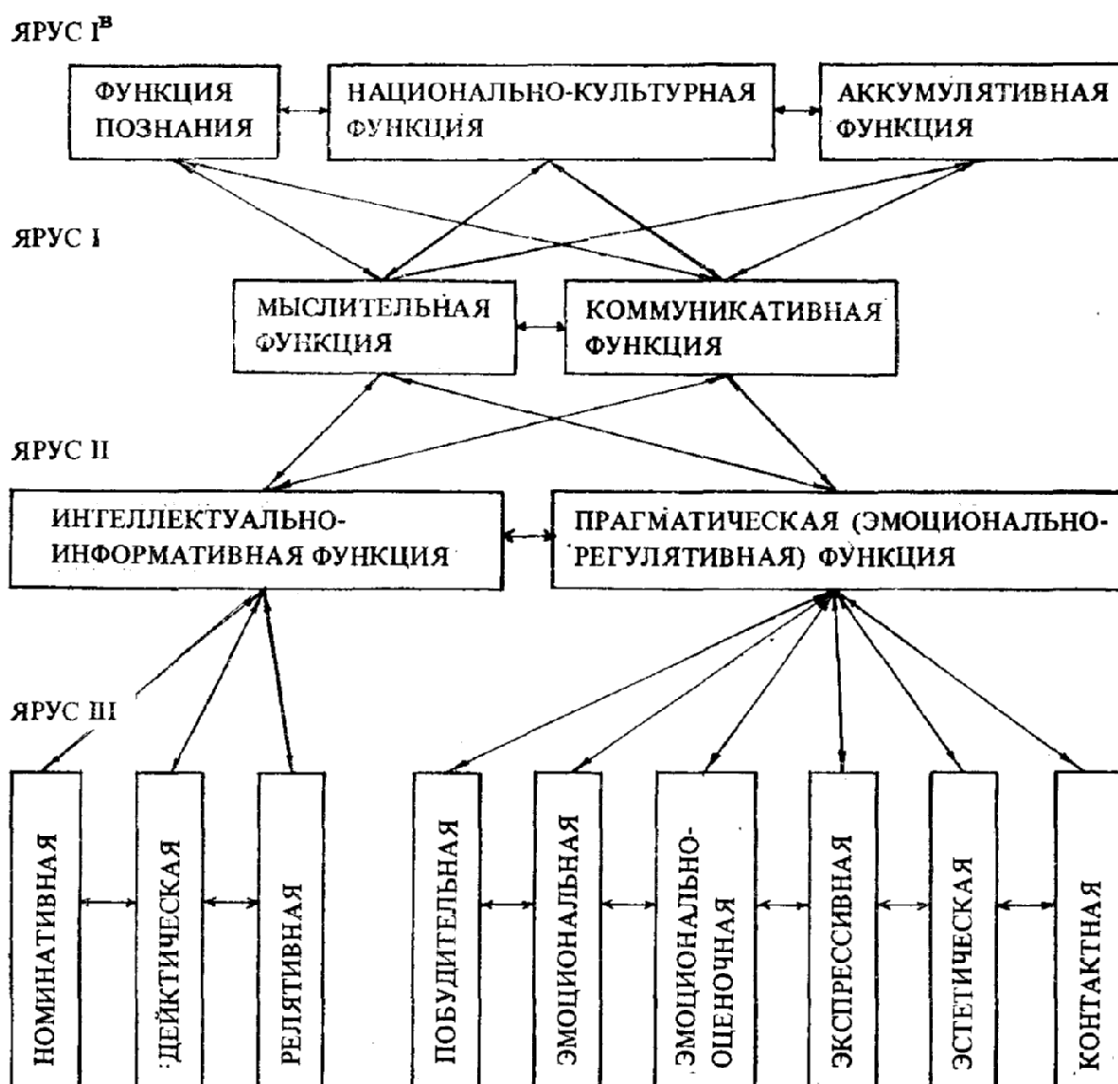 ЯРУС Iᴮ
ФУНКЦИЯ
ПОЗНАНИЯ
НАЦИОНАЛЬНО-КУЛЬТУРНАЯ
ФУНКЦИЯ
АККУМУЛЯТИВНАЯ
ФУНКЦИЯ
ЯРУС I
МЫСЛИТЕЛЬНАЯ
ФУНКЦИЯ
КОММУНИКАТИВНАЯ
ФУНКЦИЯ
ЯРУС II
ИНТЕЛЛЕКТУАЛЬНО-
ИНФОРМАТИВНАЯ ФУНКЦИЯ
ПРАГМАТИЧЕСКАЯ (ЭМОЦИОНАЛЬНО-
РЕГУЛЯТИВНАЯ) ФУНКЦИЯ
ЯРУС III
НОМИНАТИВНАЯ
ДЕЙКТИЧЕСКАЯ
РЕЛЯТИВНАЯ
ПОБУДИТЕЛЬНАЯ
ЭМОЦИОНАЛЬНАЯ
ЭМОЦИОНАЛЬНО-
ОЦЕНОЧНАЯ
ЭКСПРЕССИВНАЯ
ЭСТЕТИЧЕСКАЯ
КОНТАКТНАЯ